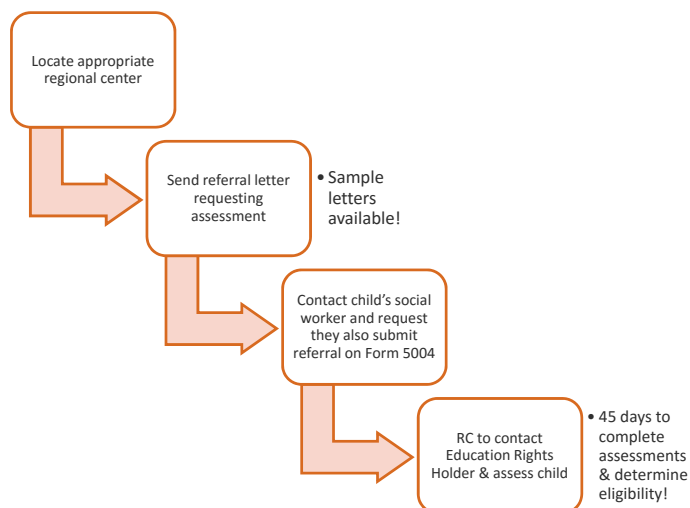 Locate appropriate
regional center
Send referral letter
requesting
assessment
• Sample
letters
available!
Contact child's social
worker and request
they also submit
referral on Form 5004
RC to contact
Education Rights
Holder & assess child
• 45 days to
complete
assessments
& determine
eligibility!